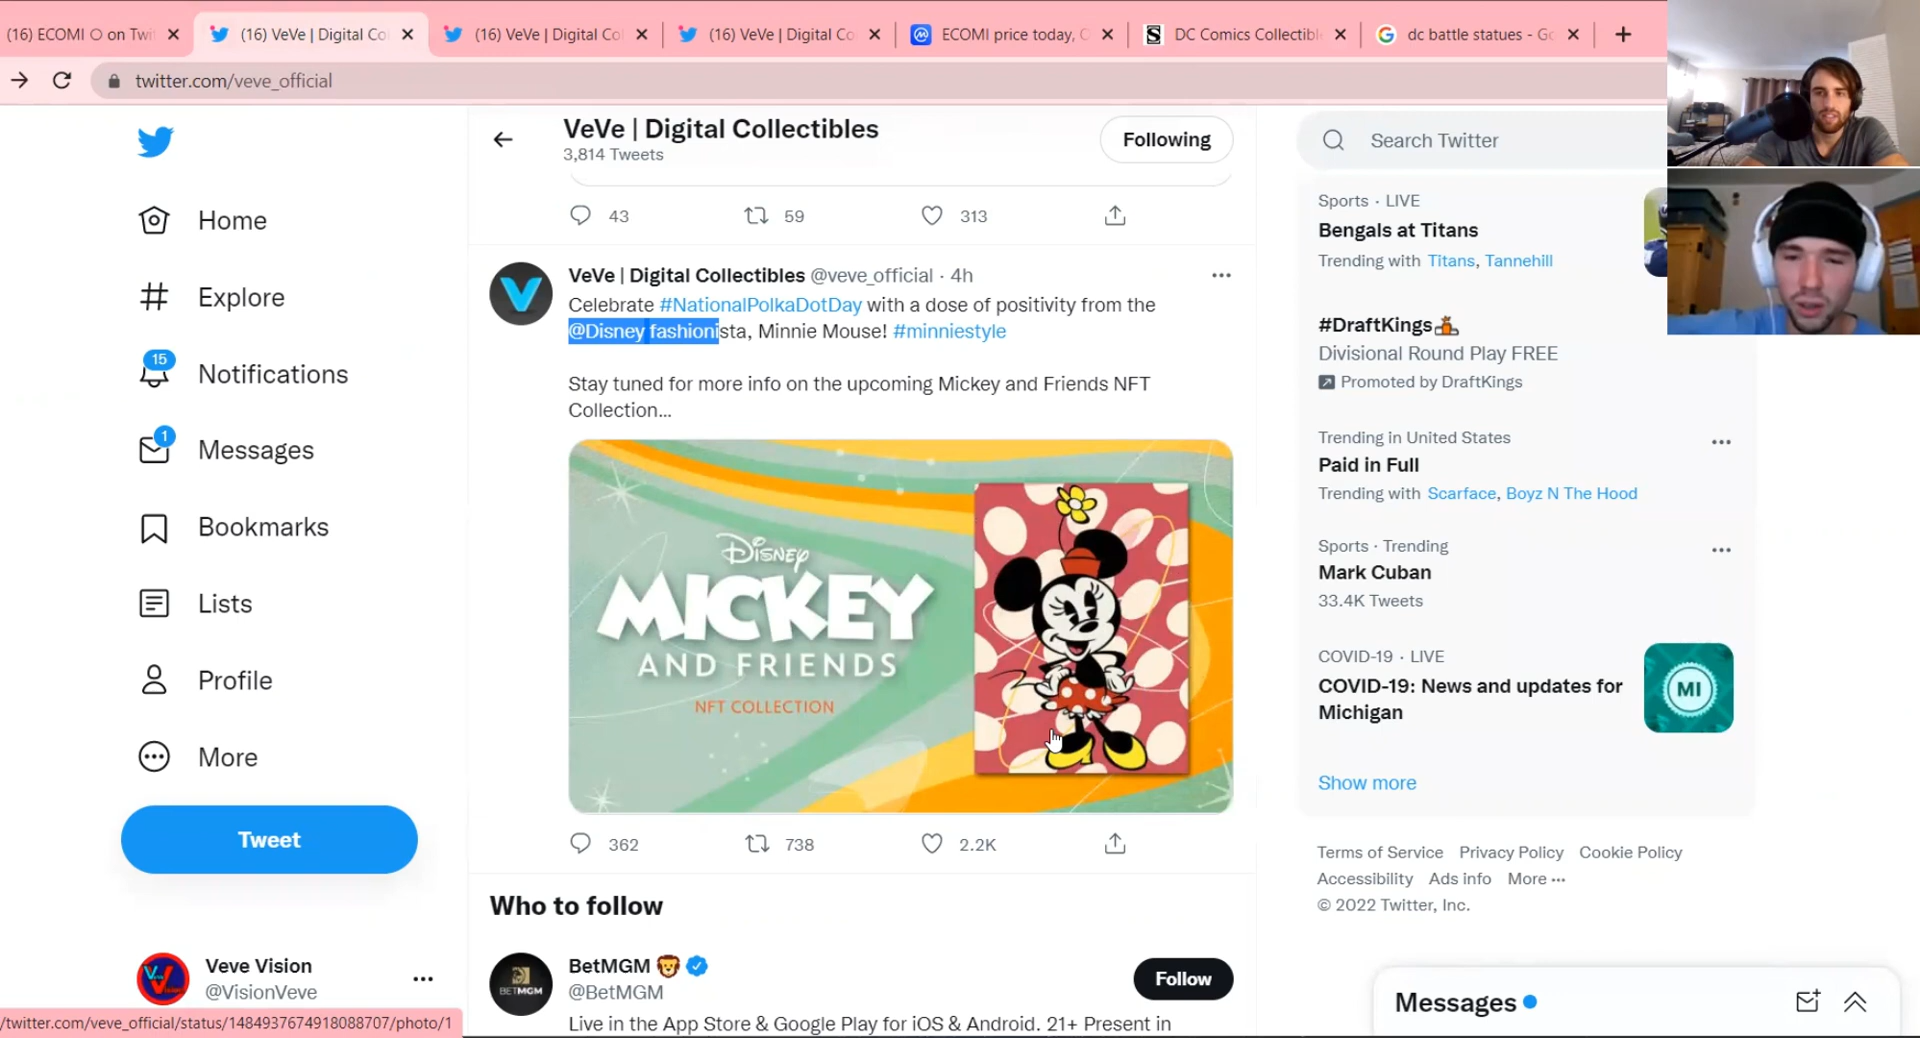 (16) ECOMI O on Twi
(16) VeVe | Digital Co
(16) VeVe | Digital Co
(16) VeVe | Digital Co
ECOMI price today,
DC Comics Collectibl
dc battle statues - Go
twitter.com/veve_official
VeVe | Digital Collectibles
3,814 Tweets
Following
Search Twitter
Home
Explore
15
Notifications
1
Messages
Bookmarks
Lists
Profile
More
Tweet
Veve Vision
@VisionVeve
/twitter.com/veve_official/status/1484937674918088707/photo/1
43 59 313
VeVe | Digital Collectibles @veve_official · 4h
Celebrate #NationalPolkaDotDay with a dose of positivity from the
@Disney fashionista, Minnie Mouse! #minniestyle
Stay tuned for more info on the upcoming Mickey and Friends NFT
Collection...
Disney
MICKEY
AND FRIENDS
NFT COLLECTION
362 738 2.2K
Who to follow
BetMGM
@BetMGM
BETMGM
Follow
Live in the App Store & Google Play for iOS & Android. 21+ Present in
Sports · LIVE
Bengals at Titans
Trending with Titans, Tannehill
#DraftKings
Divisional Round Play FREE
Promoted by DraftKings
Trending in United States
Paid in Full
Trending with Scarface, Boyz N The Hood
Sports · Trending
Mark Cuban
33.4K Tweets
COVID-19 · LIVE
COVID-19: News and updates for
Michigan
MI
Show more
Terms of Service Privacy Policy Cookie Policy
Accessibility Ads info More ···
© 2022 Twitter, Inc.
Messages